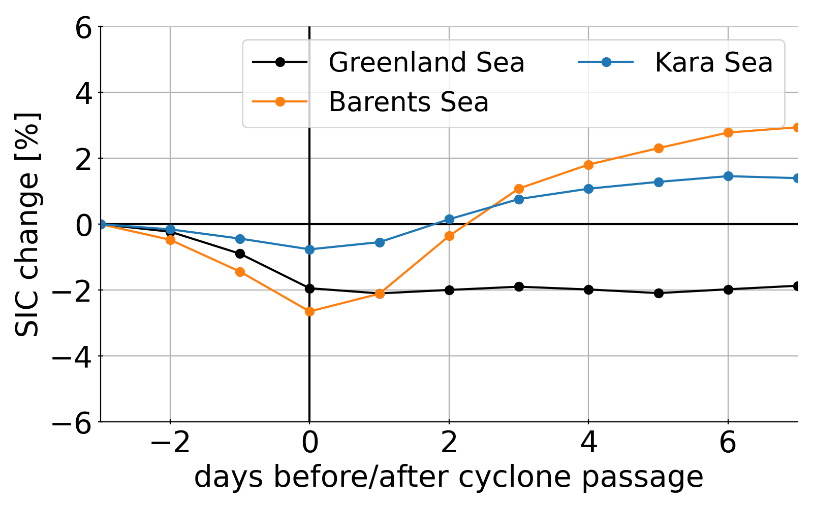 6
4
2
0
−2
−4
−6
SIC change [%]
Greenland Sea
Barents Sea
Kara Sea
−2 0 2 4 6
days before/after cyclone passage